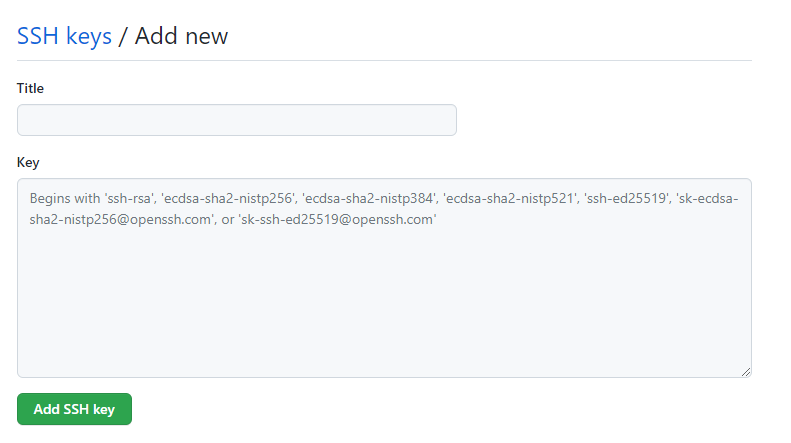 SSH keys / Add new
Title
Key
Begins with 'ssh-rsa', 'ecdsa-sha2-nistp256', 'ecdsa-sha2-nistp384', 'ecdsa-sha2-nistp521', 'ssh-ed25519', 'sk-ecdsa-
sha2-nistp256@openssh.com', or 'sk-ssh-ed25519@openssh.com'
Add SSH key